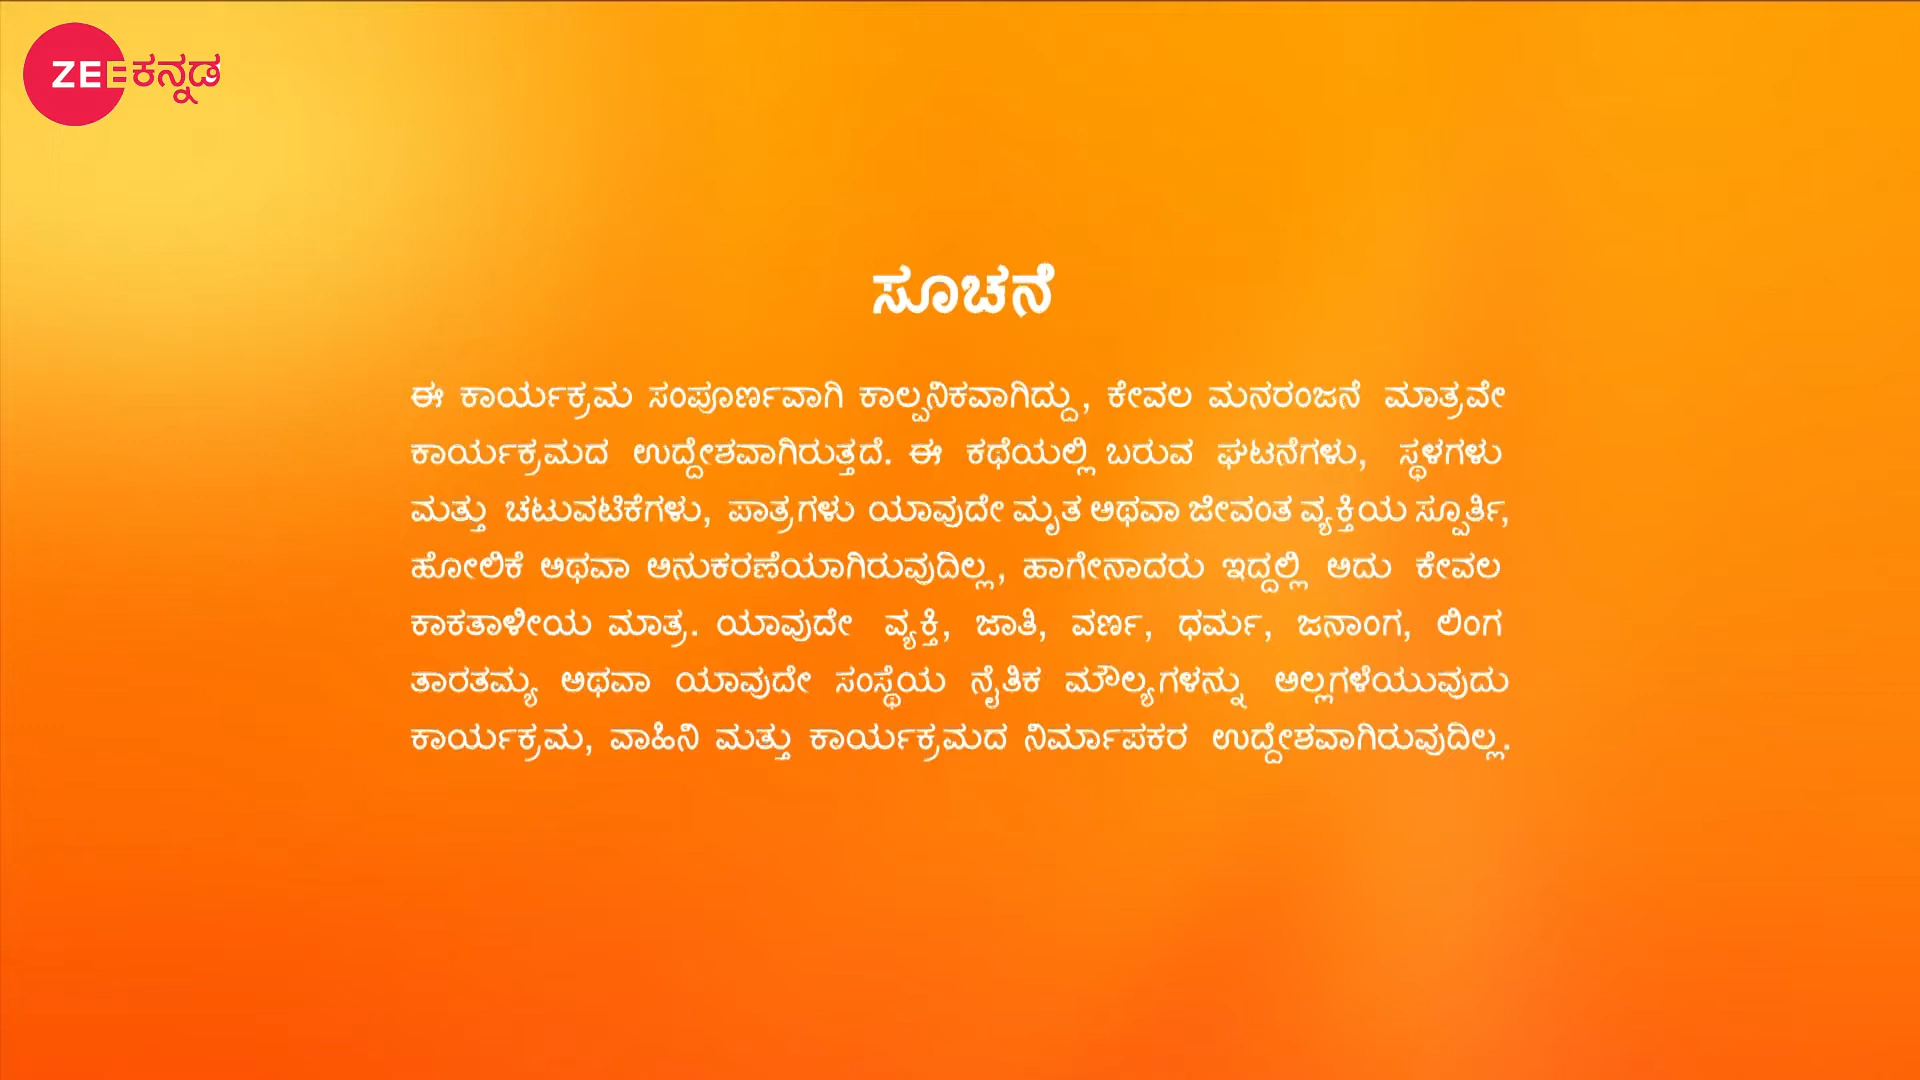 ZEE ಕನ್ನಡ
ಸೂಚನೆ
ಈ ಕಾರ್ಯಕ್ರಮ ಸಂಪೂರ್ಣವಾಗಿ ಕಾಲ್ಪನಿಕವಾಗಿದ್ದು, ಕೇವಲ ಮನರಂಜನೆ ಮಾತ್ರವೇ
ಕಾರ್ಯಕ್ರಮದ ಉದ್ದೇಶವಾಗಿರುತ್ತದೆ. ಈ ಕಥೆಯಲ್ಲಿ ಬರುವ ಘಟನೆಗಳು, ಸ್ಥಳಗಳು
ಮತ್ತು ಚಟುವಟಿಕೆಗಳು, ಪಾತ್ರಗಳು ಯಾವುದೇ ಮೃತ ಅಥವಾ ಜೀವಂತ ವ್ಯಕ್ತಿಯ ಸ್ಪೂರ್ತಿ,
ಹೋಲಿಕೆ ಅಥವಾ ಅನುಕರಣೆಯಾಗಿರುವುದಿಲ್ಲ, ಹಾಗೇನಾದರು ಇದ್ದಲ್ಲಿ ಅದು ಕೇವಲ
ಕಾಕತಾಳೀಯ ಮಾತ್ರ. ಯಾವುದೇ ವ್ಯಕ್ತಿ, ಜಾತಿ, ವರ್ಣ, ಧರ್ಮ, ಜನಾಂಗ, ಲಿಂಗ
ತಾರತಮ್ಯ ಅಥವಾ ಯಾವುದೇ ಸಂಸ್ಥೆಯ ನೈತಿಕ ಮೌಲ್ಯಗಳನ್ನು ಅಲ್ಲಗಳೆಯುವುದು
ಕಾರ್ಯಕ್ರಮ, ವಾಹಿನಿ ಮತ್ತು ಕಾರ್ಯಕ್ರಮದ ನಿರ್ಮಾಪಕರ ಉದ್ದೇಶವಾಗಿರುವುದಿಲ್ಲ.